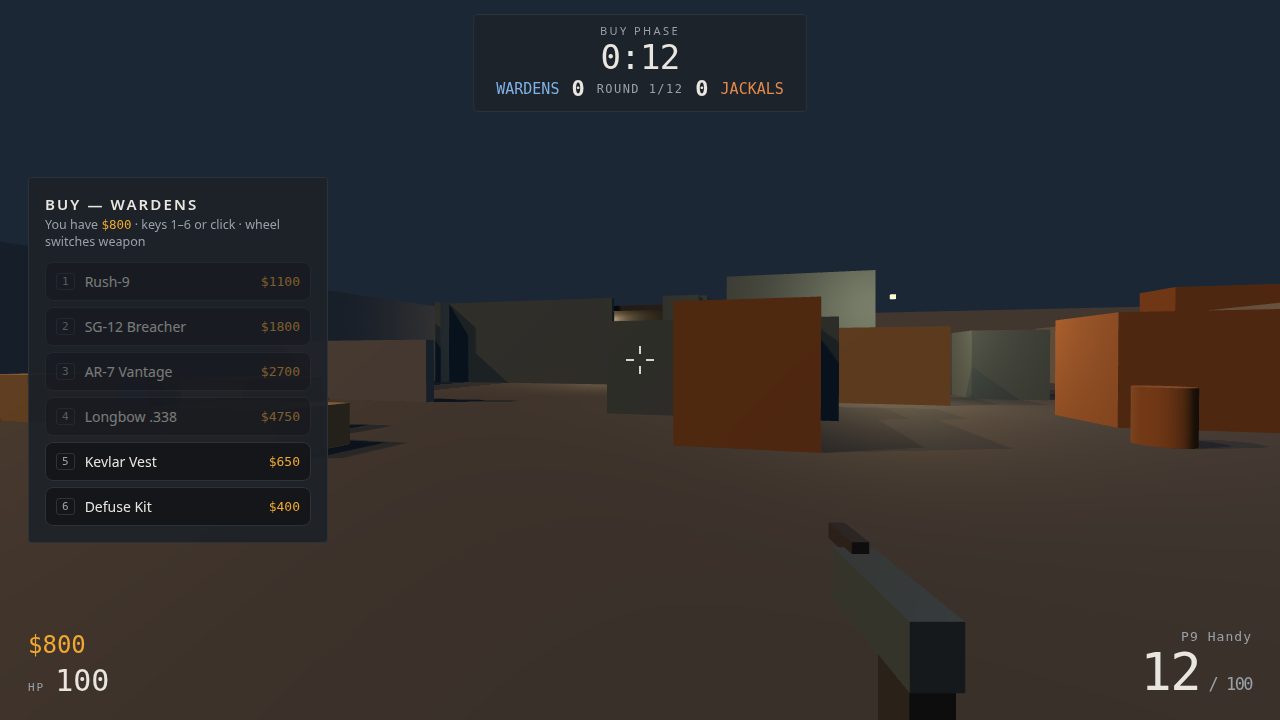 BUY PHASE
0:12
WARDENS 0 ROUND 1/12 0 JACKALS
BUY — WARDENS
You have $800 · keys 1–6 or click · wheel
switches weapon
1 Rush-9 $1100
2 SG-12 Breacher $1800
3 AR-7 Vantage $2700
4 Longbow .338 $4750
5 Kevlar Vest $650
6 Defuse Kit $400
$800
HP 100
P9 Handy
12 / 100